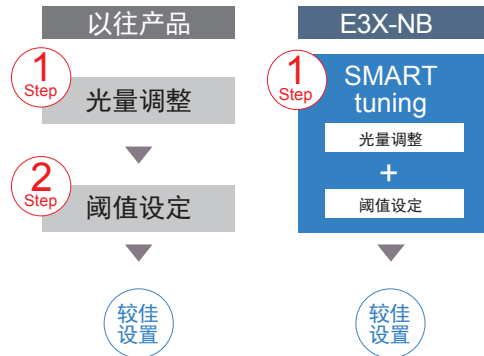 以往产品
1
Step
光量调整
2
Step
阈值设定
较佳
设置
E3X-NB
1
Step
SMART
tuning
光量调整
+
阈值设定
较佳
设置